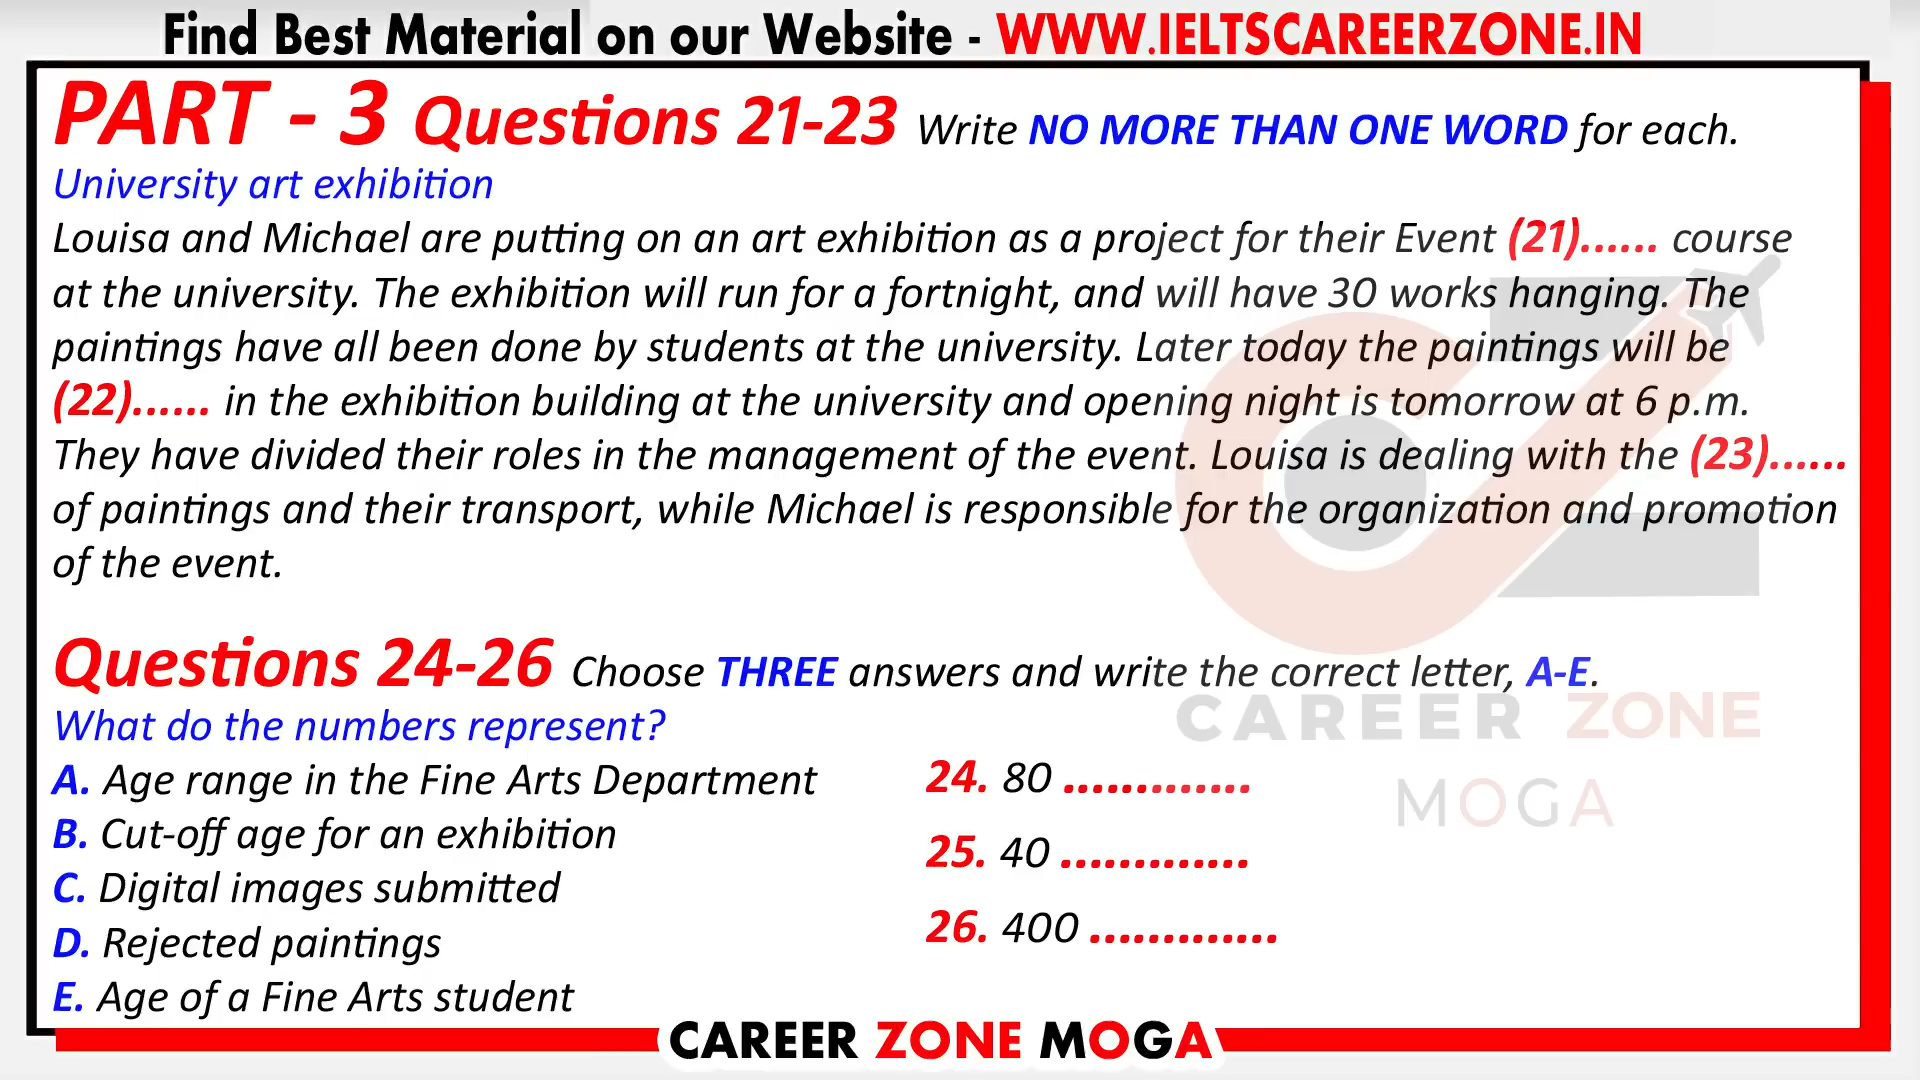 Find Best Material on our Website - WWW.IELTSCAREERZONE.IN
PART - 3 Questions 21-23 Write NO MORE THAN ONE WORD for each.
University art exhibition
Louisa and Michael are putting on an art exhibition as a project for their Event (21)...... course
at the university. The exhibition will run for a fortnight, and will have 30 works hanging. The
paintings have all been done by students at the university. Later today the paintings will be
(22)...... in the exhibition building at the university and opening night is tomorrow at 6 p.m.
They have divided their roles in the management of the event. Louisa is dealing with the (23)......
of paintings and their transport, while Michael is responsible for the organization and promotion
of the event.
Questions 24-26 Choose THREE answers and write the correct letter, A-E.
What do the numbers represent?
A. Age range in the Fine Arts Department
B. Cut-off age for an exhibition
C. Digital images submitted
D. Rejected paintings
E. Age of a Fine Arts student
24. 80 .............
25. 40 .............
26. 400 .............
CAREER ZONE
MOGA
CAREER ZONE MOGA